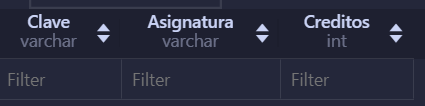 Clave Asignatura Creditos
varchar varchar int
Filter Filter Filter